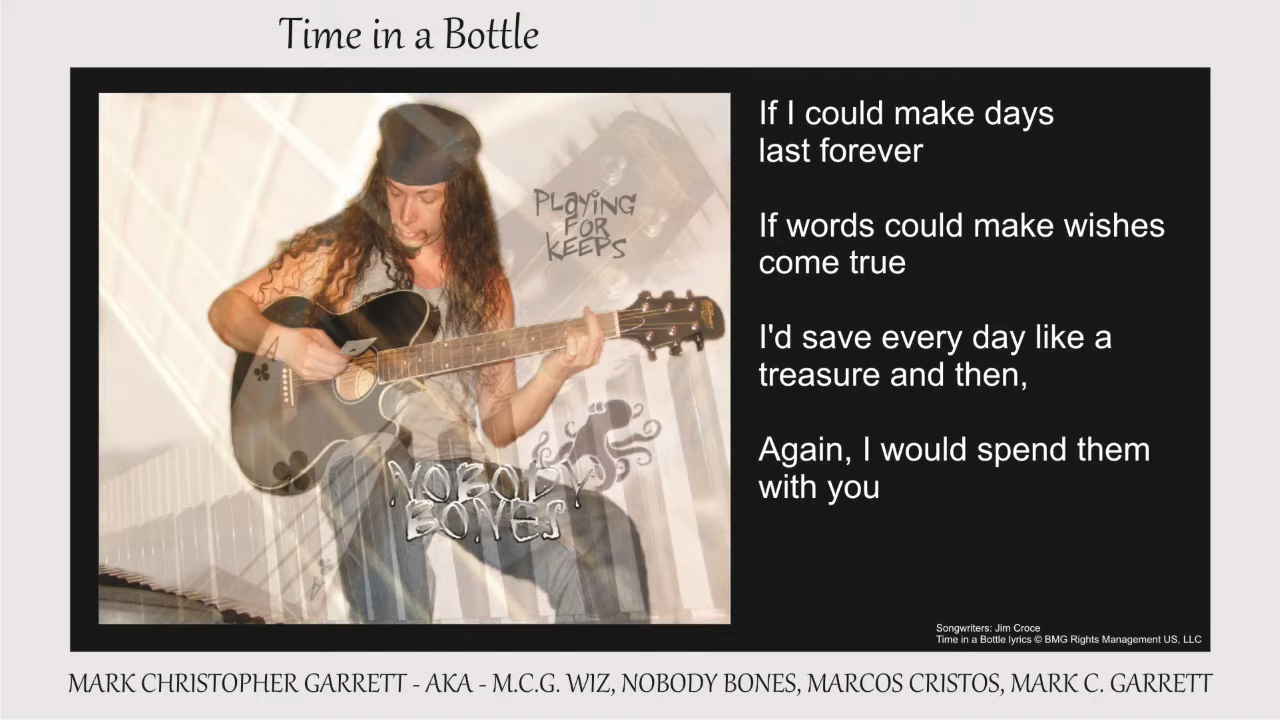 Time in a Bottle
PLAYING
FOR
KEEPS
NOBODY
BONES
If I could make days
last forever
If words could make wishes
come true
I'd save every day like a
treasure and then,
Again, I would spend them
with you
Songwriters: Jim Croce
Time in a Bottle lyrics © BMG Rights Management US, LLC
MARK CHRISTOPHER GARRETT - AKA - M.C.G. WIZ, NOBODY BONES, MARCOS CRISTOS, MARK C. GARRETT